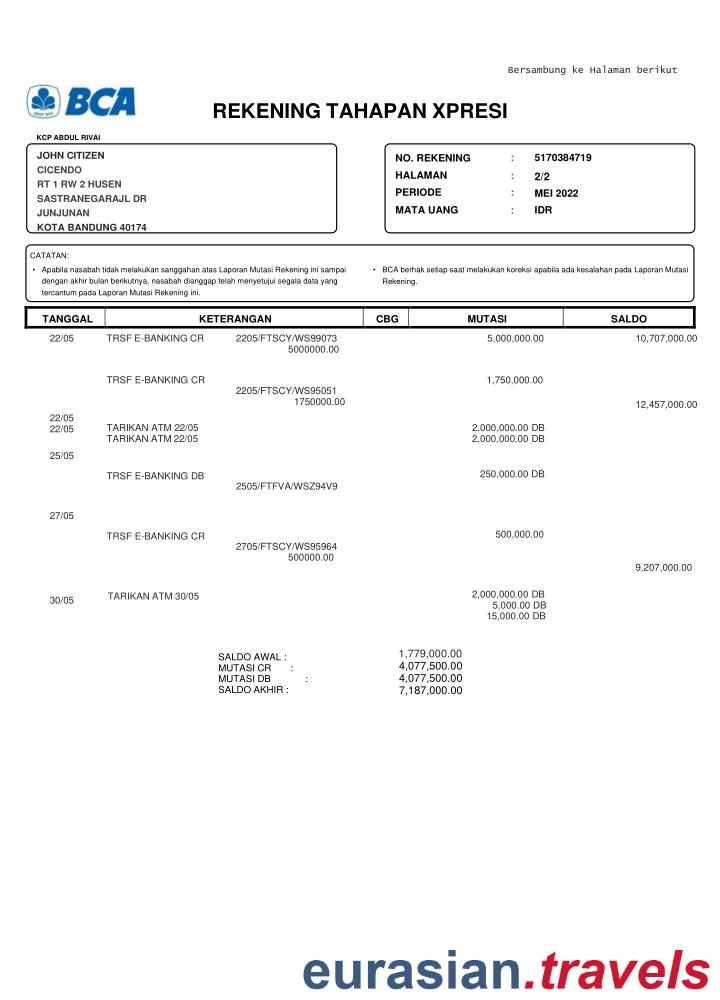 Bersambung ke Halaman berikut
BCA
REKENING TAHAPAN XPRESI
KCP ABDUL RIVAI
JOHN CITIZEN
CICENDO
RT 1 RW 2 HUSEN
SASTRANEGARAJL DR
JUNJUNAN
KOTA BANDUNG 40174
NO. REKENING : 5170384719
HALAMAN : 2/2
PERIODE : MEI 2022
MATA UANG : IDR
CATATAN:
• Apabila nasabah tidak melakukan sanggahan atas Laporan Mutasi Rekening ini sampai
dengan akhir bulan berikutnya, nasabah dianggap telah menyetujui segala data yang
tercantum pada Laporan Mutasi Rekening ini.
• BCA berhak setiap saat melakukan koreksi apabila ada kesalahan pada Laporan Mutasi
Rekening.
TANGGAL KETERANGAN CBG MUTASI SALDO
22/05 TRSF E-BANKING CR 2205/FTSCY/WS99073 5,000,000.00 10,707,000.00
5000000.00
TRSF E-BANKING CR 1,750,000.00
2205/FTSCY/WS95051
1750000.00
12,457,000.00
22/05
22/05 TARIKAN ATM 22/05 2,000,000.00 DB
TARIKAN ATM 22/05 2,000,000.00 DB
25/05
TRSF E-BANKING DB 250,000.00 DB
2505/FTFVA/WSZ94V9
27/05
TRSF E-BANKING CR 500,000.00
2705/FTSCY/WS95964
500000.00
9,207,000.00
30/05 TARIKAN ATM 30/05 2,000,000.00 DB
5,000.00 DB
15,000.00 DB
SALDO AWAL : 1,779,000.00
MUTASI CR : 4,077,500.00
MUTASI DB : 4,077,500.00
SALDO AKHIR : 7,187,000.00
eurasian.travels